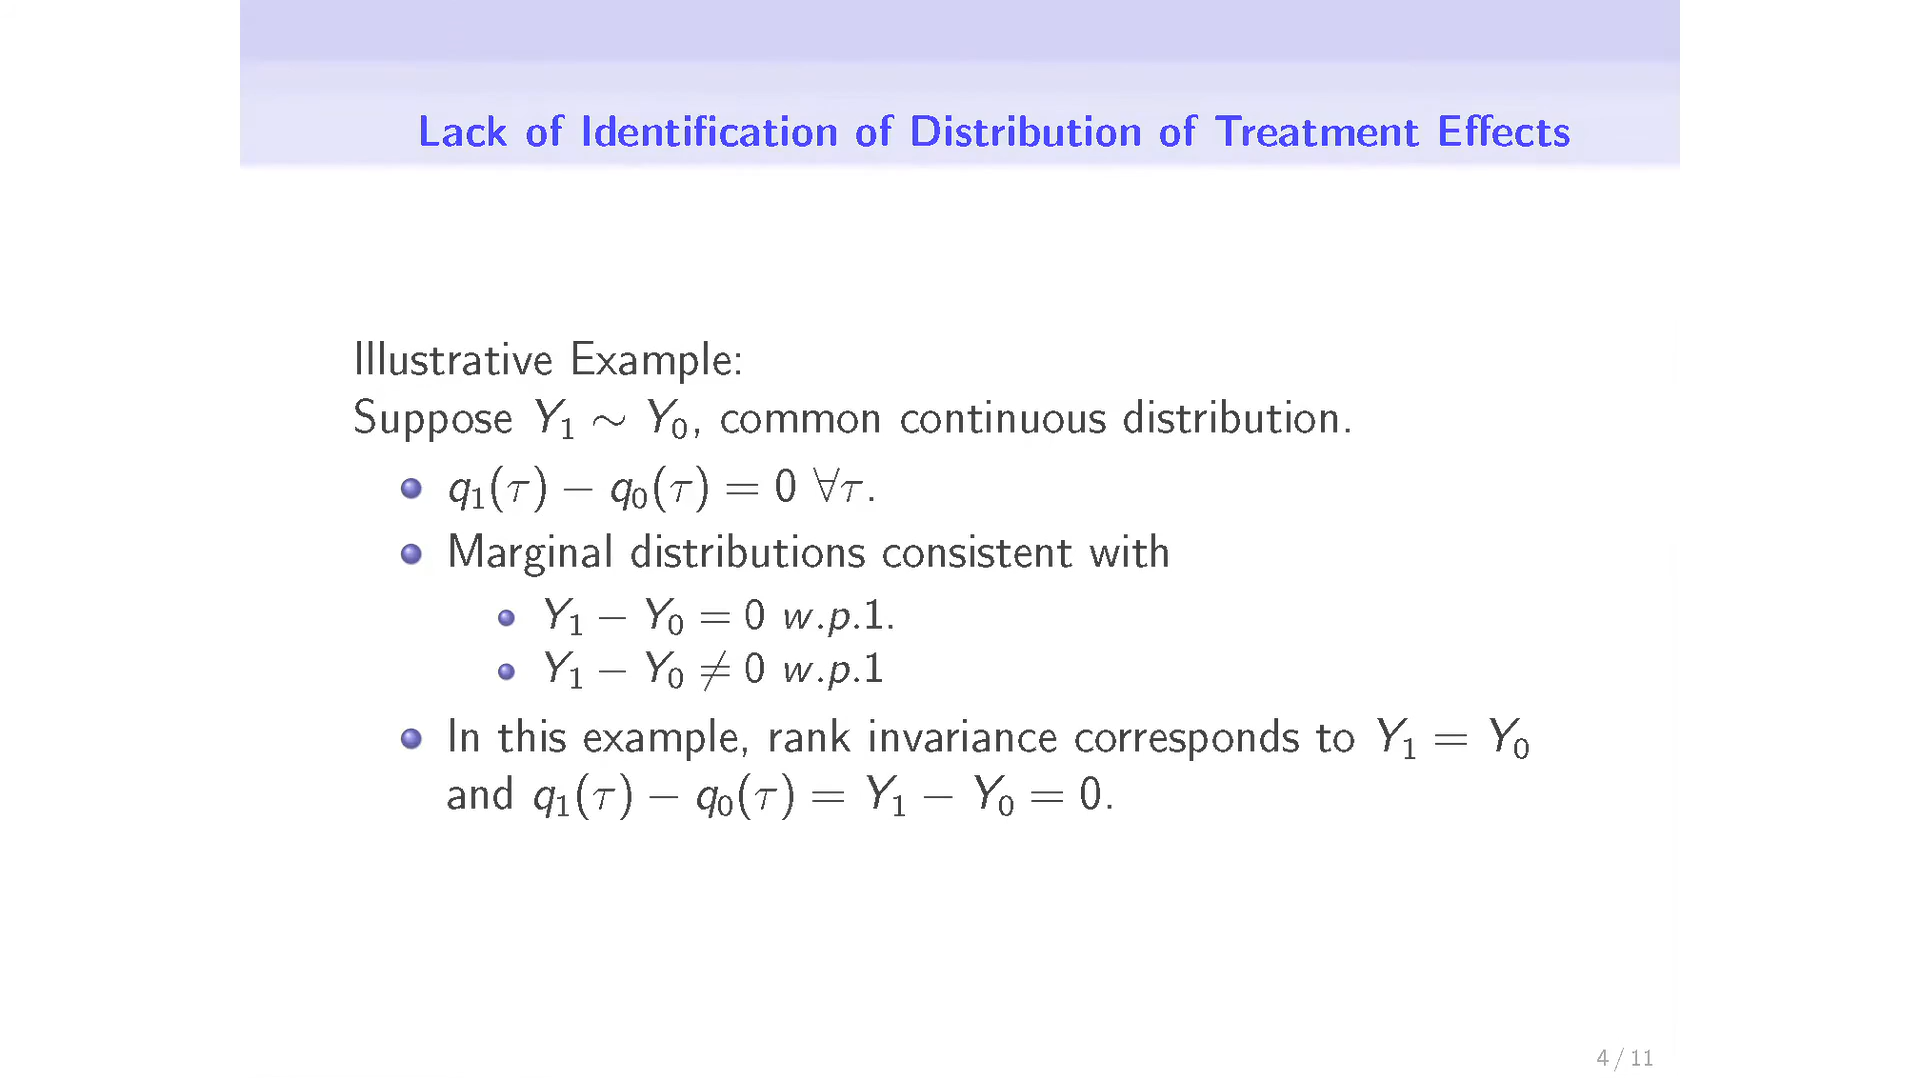 Lack of Identification of Distribution of Treatment Effects
Illustrative Example:
Suppose Y₁ ∼ Y₀, common continuous distribution.
q₁(τ) − q₀(τ) = 0 ∀τ.
Marginal distributions consistent with
Y₁ − Y₀ = 0 w.p.1.
Y₁ − Y₀ ≠ 0 w.p.1
In this example, rank invariance corresponds to Y₁ = Y₀
and q₁(τ) − q₀(τ) = Y₁ − Y₀ = 0.
4 / 11